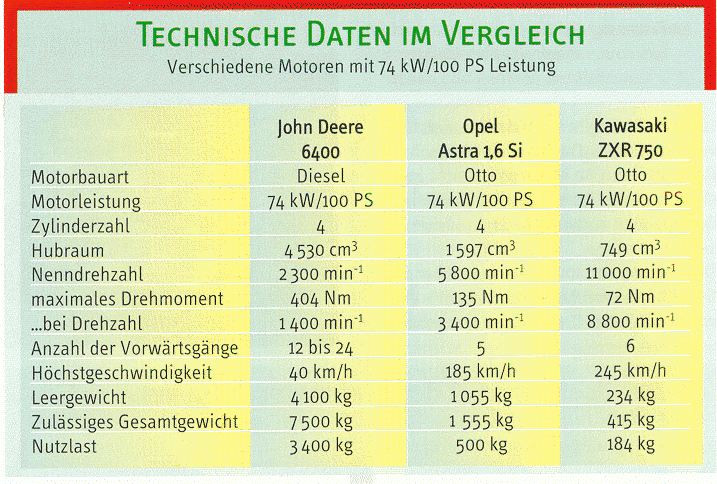 TECHNISCHE DATEN IM VERGLEICH
Verschiedene Motoren mit 74 kW/100 PS Leistung
John Deere 6400 Opel Astra 1,6 Si Kawasaki ZXR 750
Motorbauart Diesel Otto Otto
Motorleistung 74 kW/100 PS 74 kW/100 PS 74 kW/100 PS
Zylinderzahl 4 4 4
Hubraum 4 530 cm³ 1 597 cm³ 749 cm³
Nenndrehzahl 2 300 min⁻¹ 5 800 min⁻¹ 11 000 min⁻¹
maximales Drehmoment 404 Nm 135 Nm 72 Nm
...bei Drehzahl 1 400 min⁻¹ 3 400 min⁻¹ 8 800 min⁻¹
Anzahl der Vorwärtsgänge 12 bis 24 5 6
Höchstgeschwindigkeit 40 km/h 185 km/h 245 km/h
Leergewicht 4 100 kg 1 055 kg 234 kg
Zulässiges Gesamtgewicht 7 500 kg 1 555 kg 415 kg
Nutzlast 3 400 kg 500 kg 184 kg